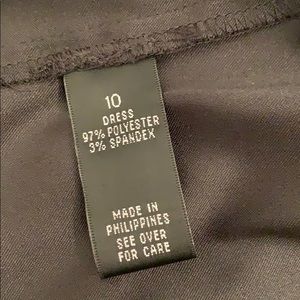 10
DRESS
97% POLYESTER
3% SPANDEX
MADE IN
PHILIPPINES
SEE OVER
FOR CARE